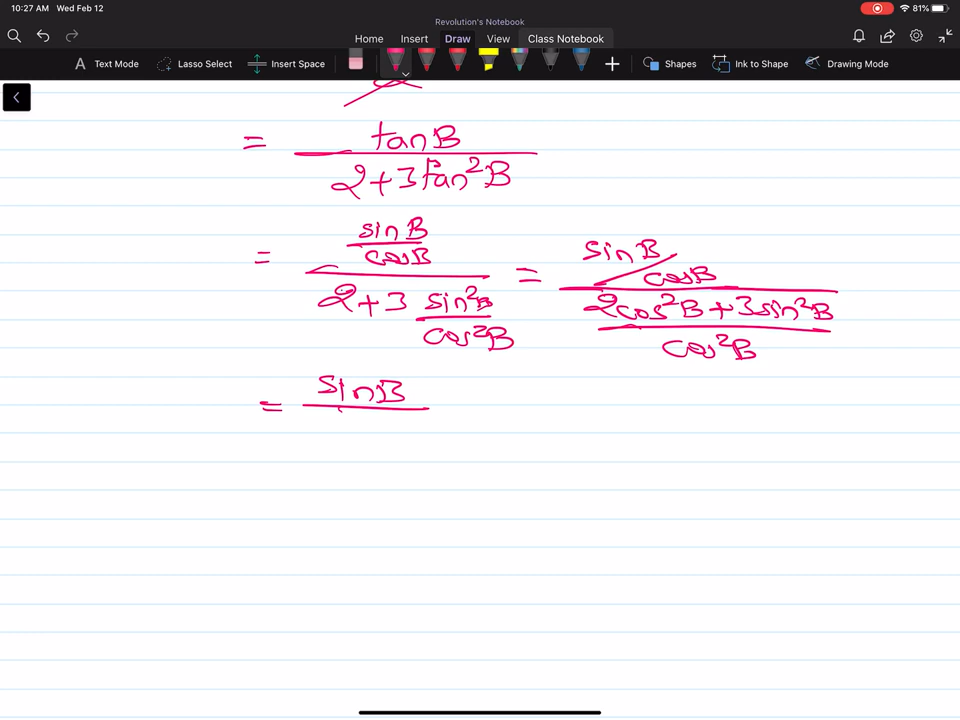 10:27 AM Wed Feb 12
81%
Revolution's Notebook
Home Insert Draw View Class Notebook
Text Mode Lasso Select Insert Space Shapes Ink to Shape Drawing Mode
= tanB
2+3tan²B
= sinB
cosB
2+3 sin²B
cos²B
= sinB
cosB
2cos²B+3sin²B
cos²B
= sinB